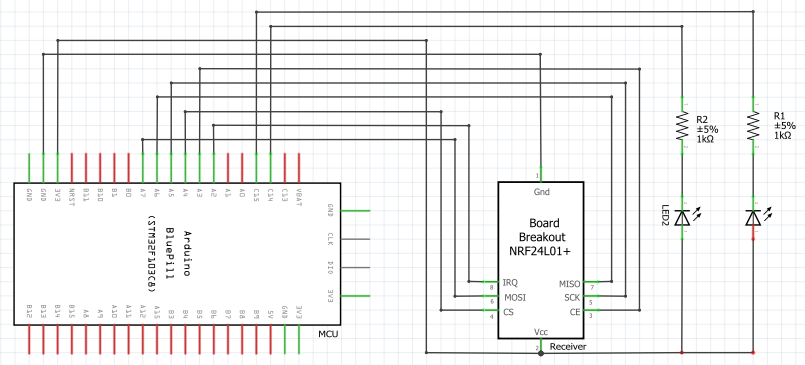 R2
±5%
1kΩ
R1
±5%
1kΩ
GND
GND
3V3
NRST
B11
B10
B1
B0
A7
A6
A5
A4
A3
A2
A1
A0
C15
C14
C13
VBAT
GND
CLK
DIO
3V3
Arduino
BluePill
(STM32F103C8)
B12
B13
B14
B15
A8
A9
A10
A11
A12
A15
B3
B4
B5
B6
B7
B8
B9
5V
GND
3V3
MCU
1
Gnd
Board
Breakout
NRF24L01+
8
IRQ
MISO
7
6
MOSI
SCK
5
4
CS
CE
3
Vcc
2
Receiver
LED2